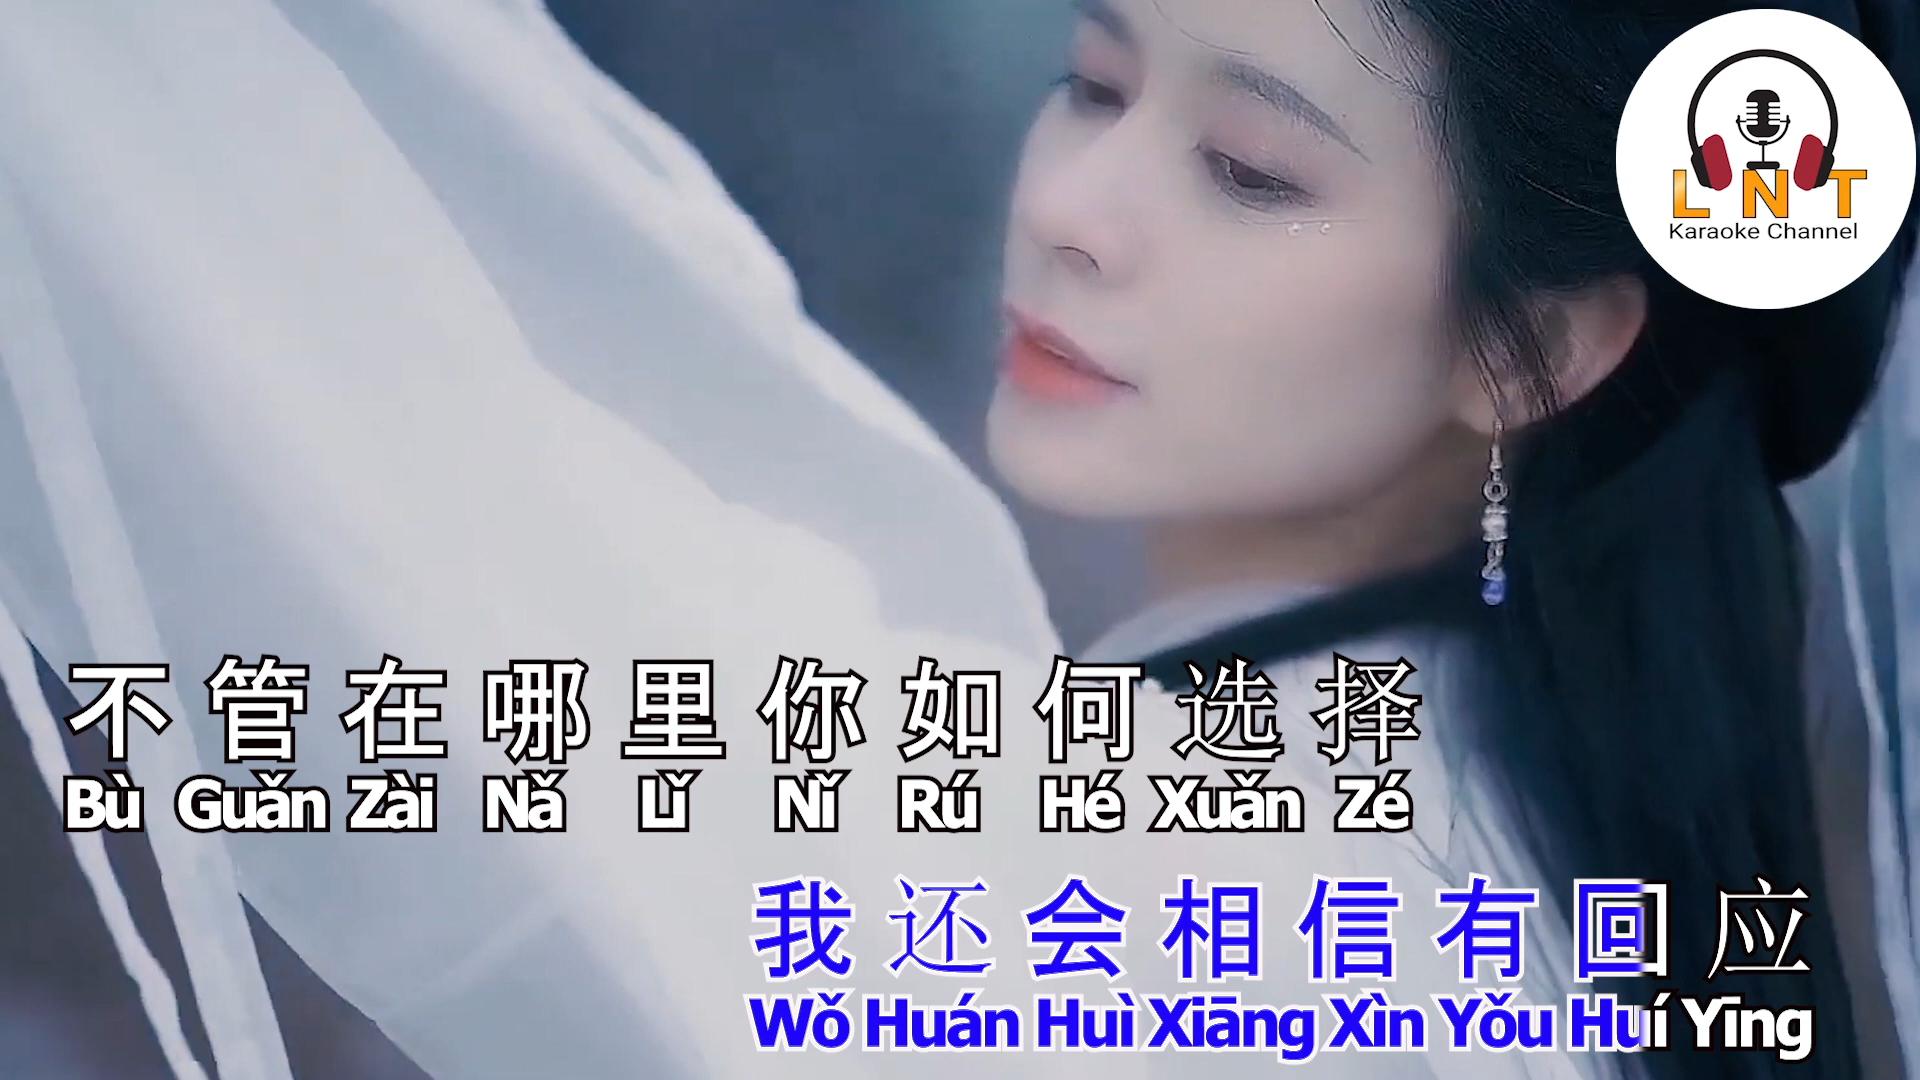 L N T
Karaoke Channel
不管在哪里你如何选择
Bù Guǎn Zài Nǎ Lǐ Nǐ Rú Hé Xuǎn Zé
我还会相信有回应
Wǒ Huán Huì Xiāng Xìn Yǒu Huí Yīng